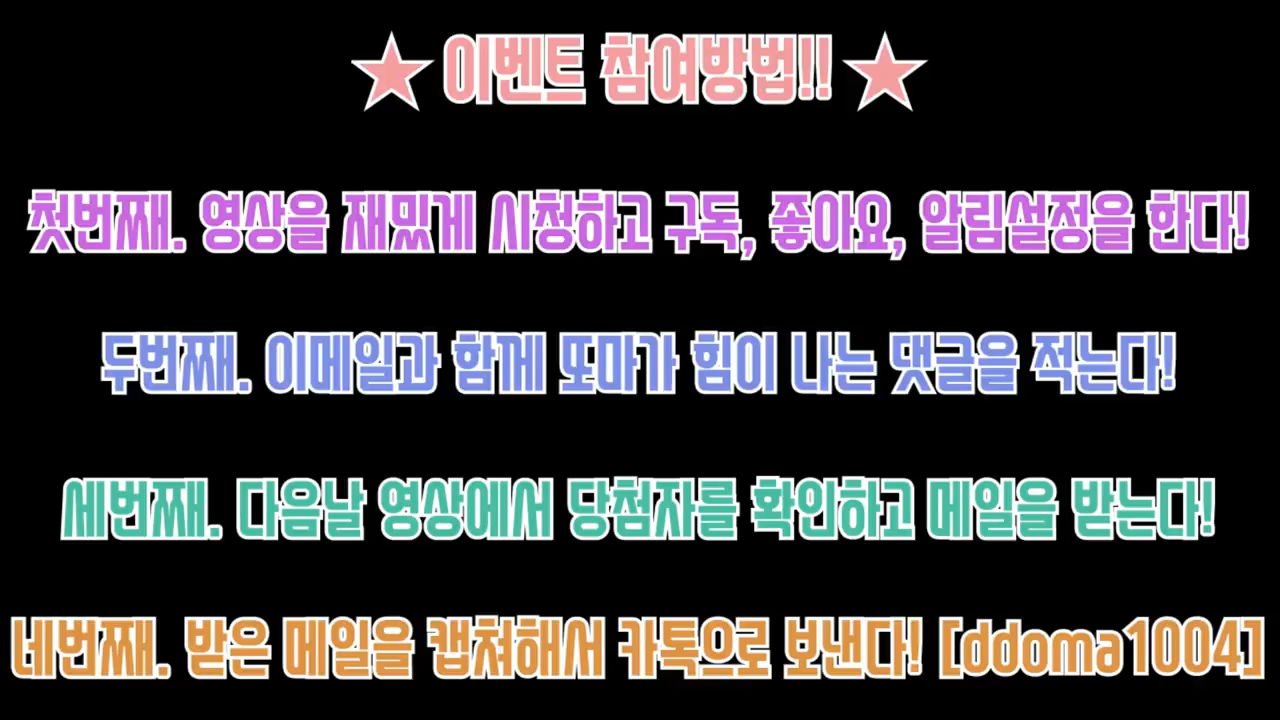 ★ 이벤트 참여방법!! ★
첫번째. 영상을 재밌게 시청하고 구독, 좋아요, 알림설정을 한다!
두번째. 이메일과 함께 또마가 힘이 나는 댓글을 적는다!
세번째. 다음날 영상에서 당첨자를 확인하고 메일을 받는다!
네번째. 받은 메일을 캡쳐해서 카톡으로 보낸다! [ddoma1004]